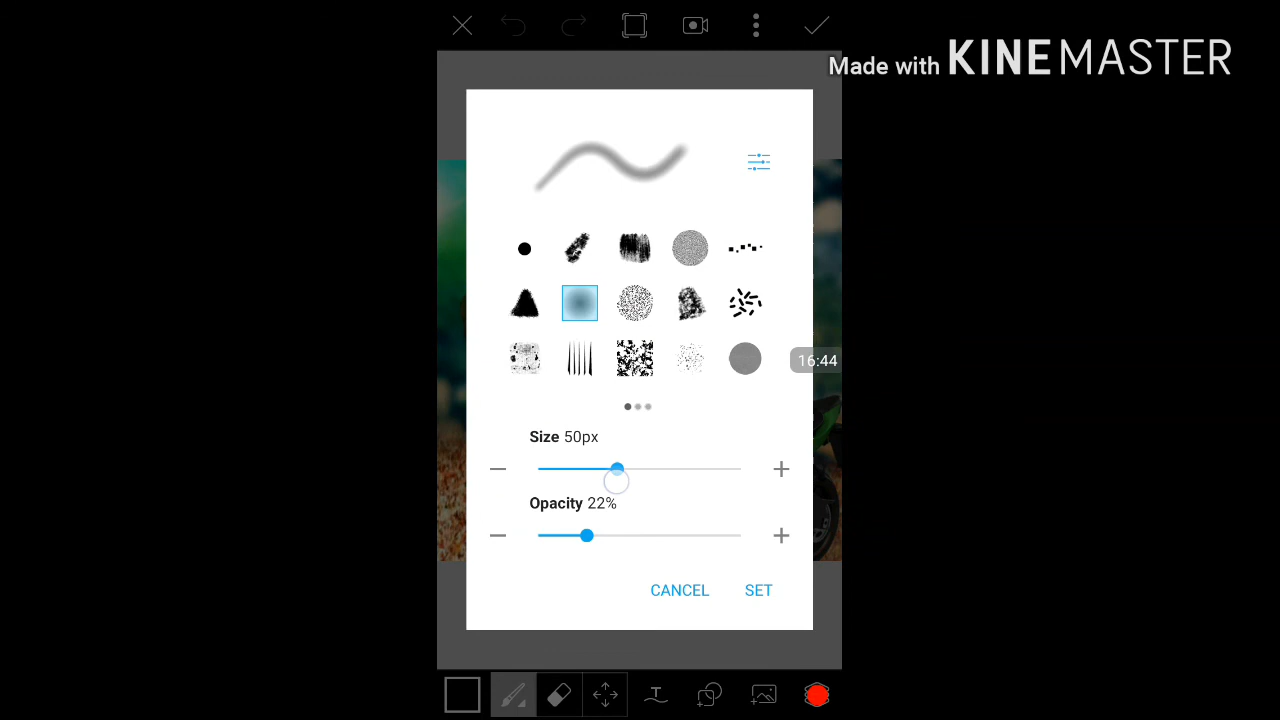 Made with KINEMASTER
16:44
Size 50px
Opacity 22%
CANCEL SET
T